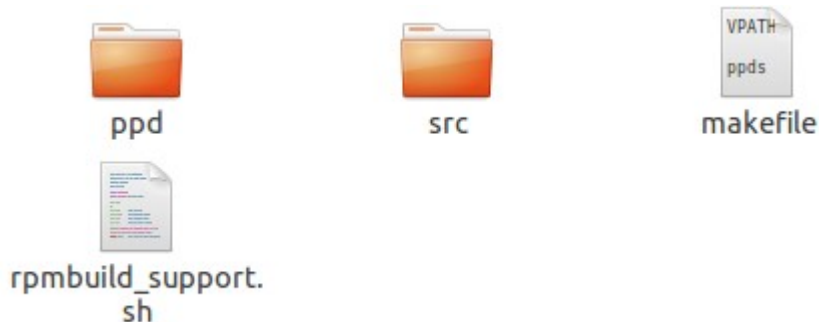 VPATH
ppds
ppd
src
makefile
rpmbuild_support.
sh